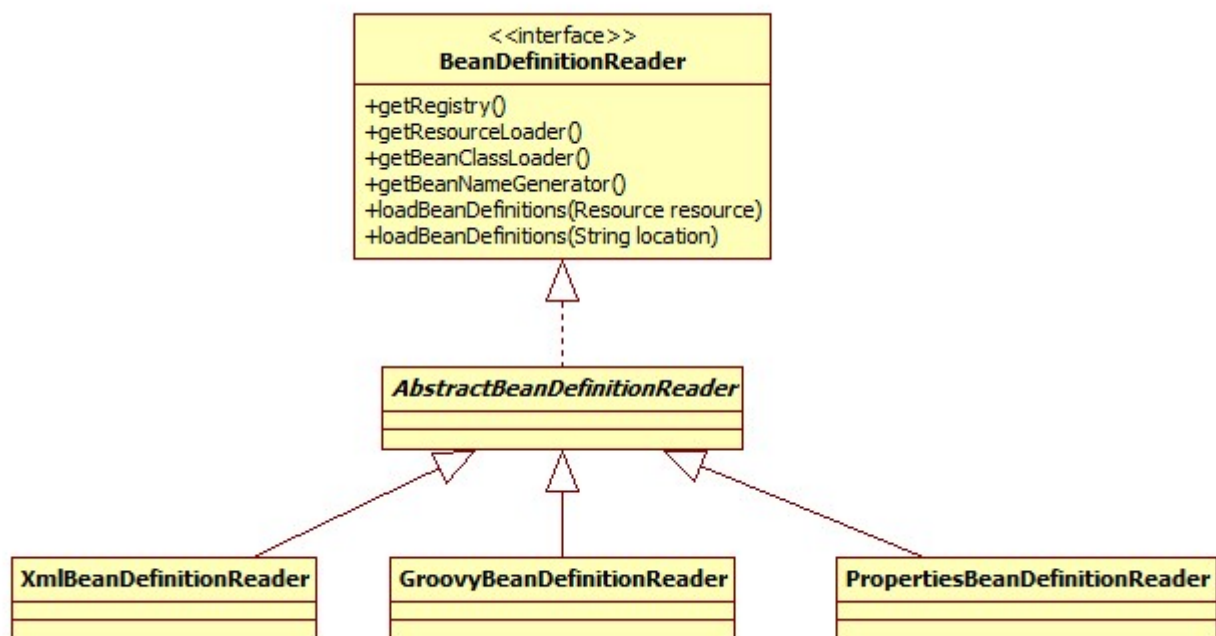 <<interface>>
BeanDefinitionReader
+getRegistry()
+getResourceLoader()
+getBeanClassLoader()
+getBeanNameGenerator()
+loadBeanDefinitions(Resource resource)
+loadBeanDefinitions(String location)
AbstractBeanDefinitionReader
XmlBeanDefinitionReader
GroovyBeanDefinitionReader
PropertiesBeanDefinitionReader